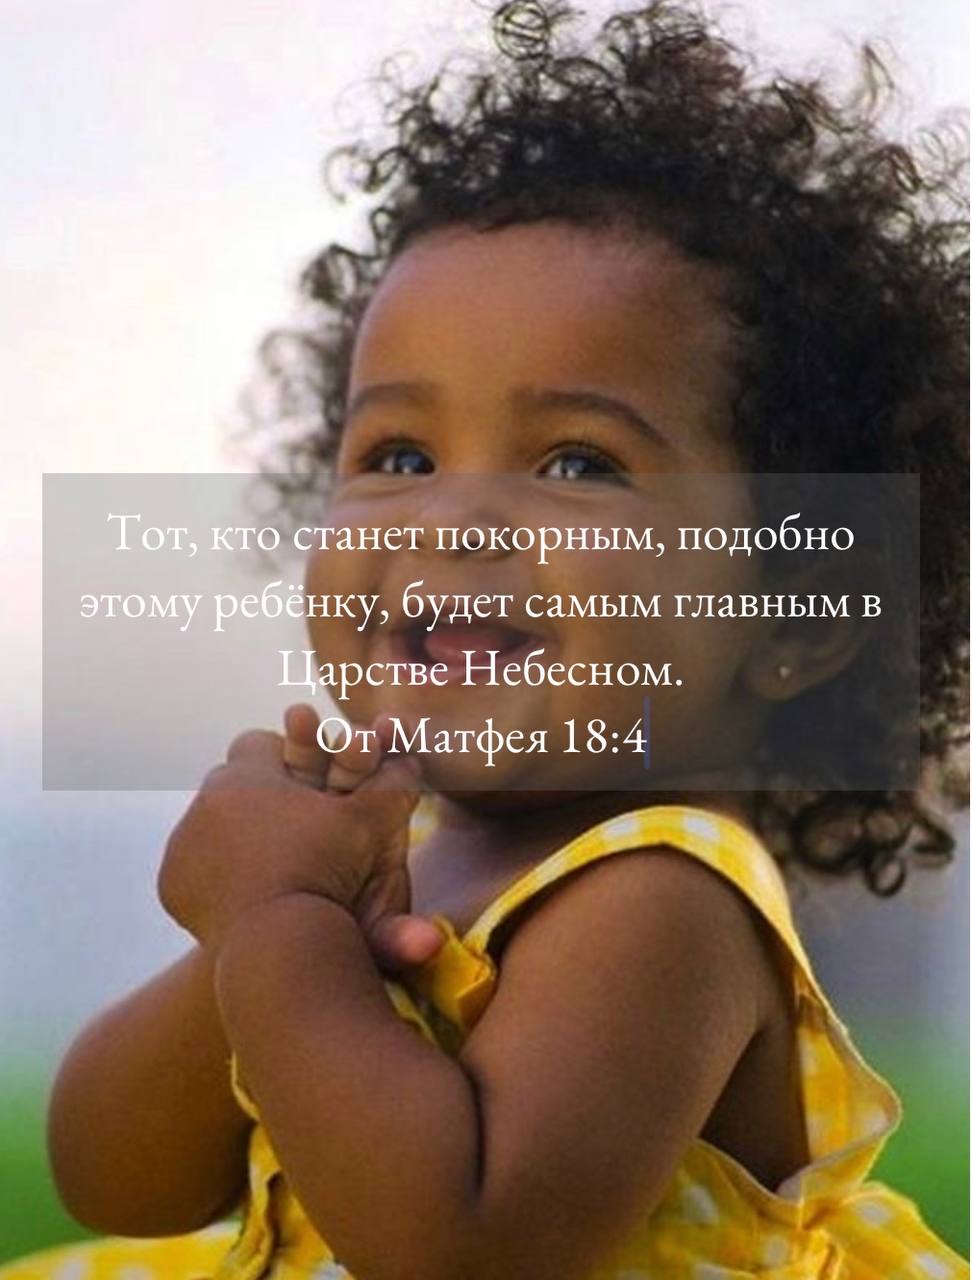 Тот, кто станет покорным, подобно
этому ребёнку, будет самым главным в
Царстве Небесном.
От Матфея 18:4